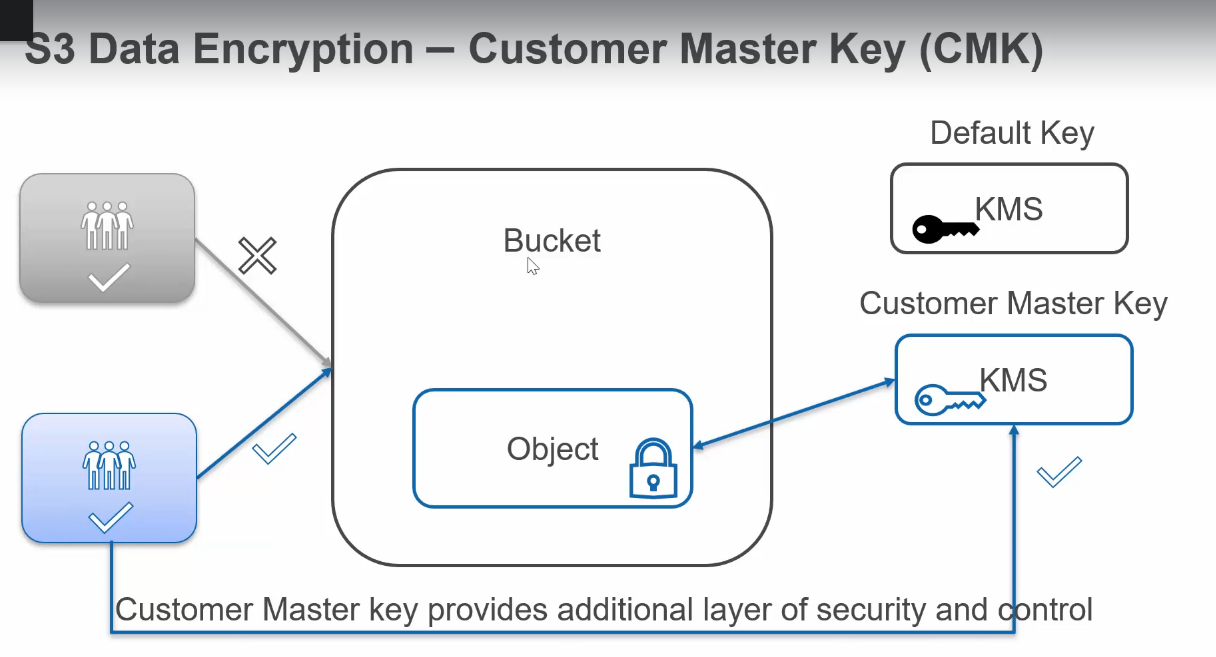 S3 Data Encryption – Customer Master Key (CMK)
Default Key
KMS
Bucket
Customer Master Key
KMS
Object
Customer Master key provides additional layer of security and control